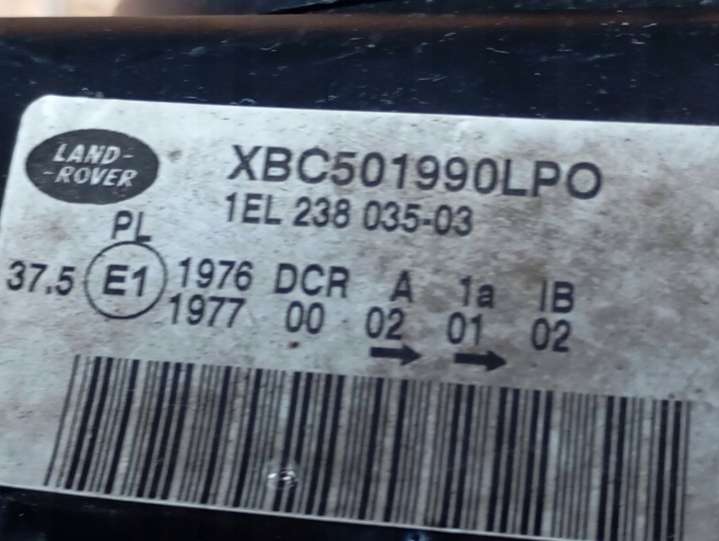 LAND-
-ROVER
XBC501990LPO
1EL 238 035-03
PL
37.5 E1 1976 DCR A 1a IB
1977 00 02 01 02